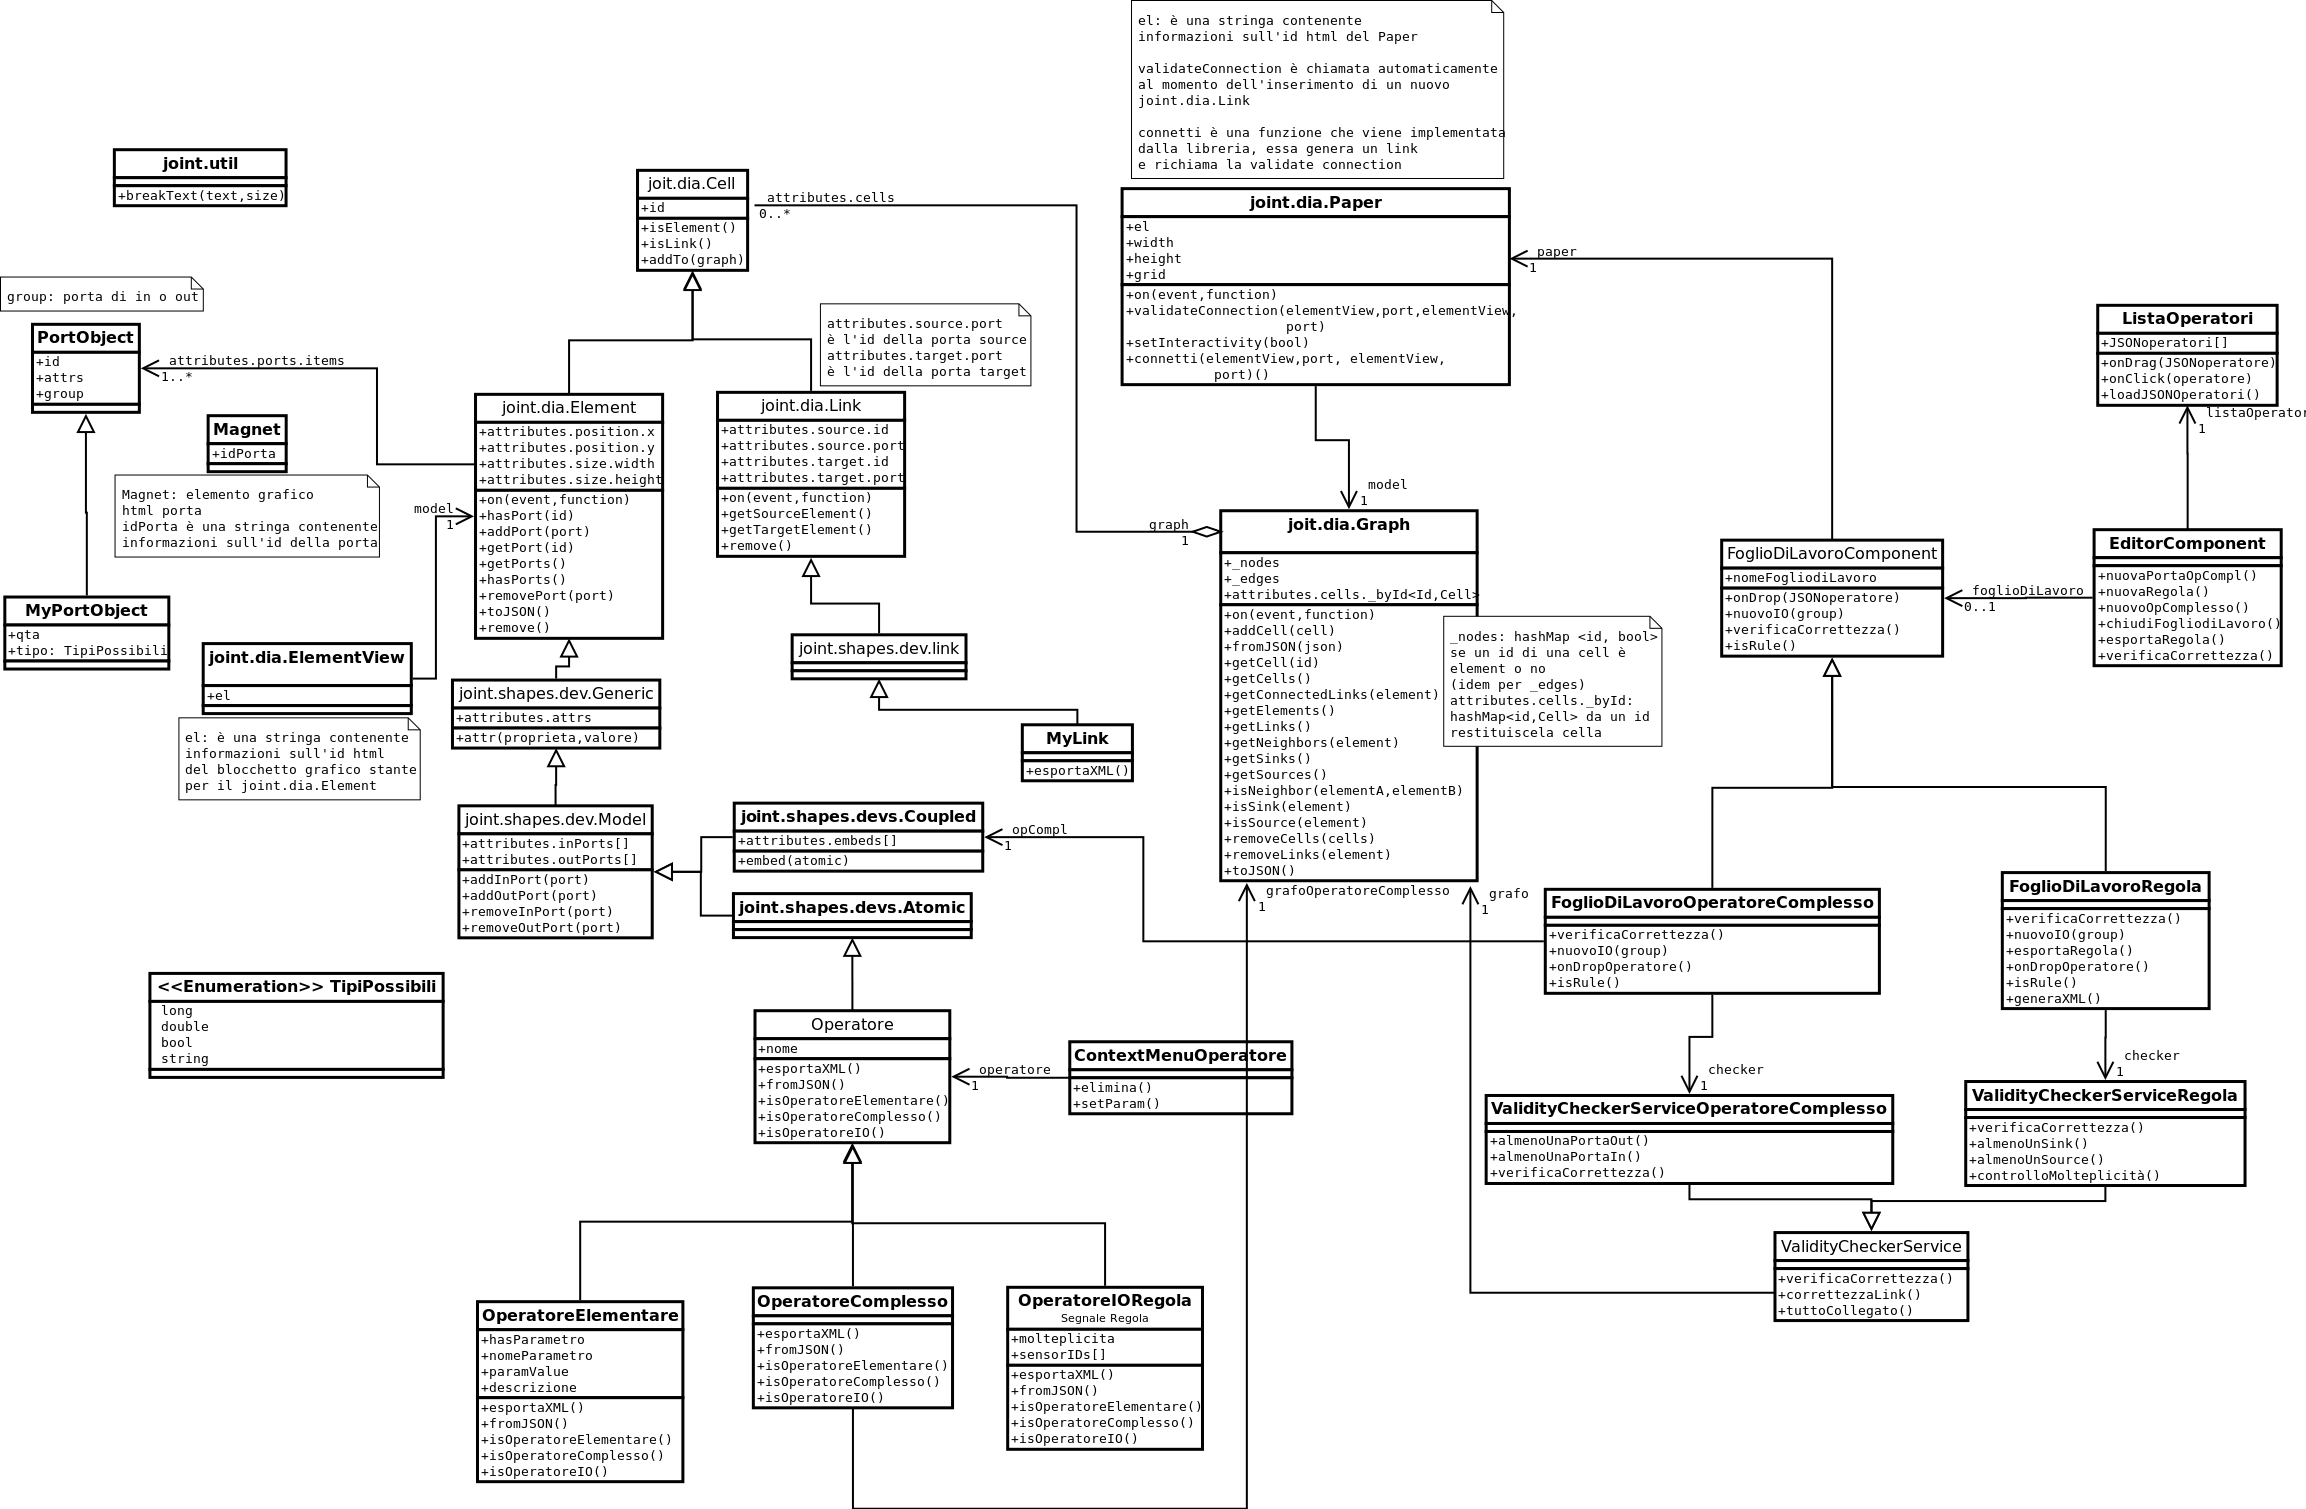 el: è una stringa contenente
informazioni sull'id html del Paper
validateConnection è chiamata automaticamente
al momento dell'inserimento di un nuovo
joint.dia.Link
connetti è una funzione che viene implementata
dalla libreria, essa genera un link
e richiama la validate connection
joint.util
+breakText(text,size)
joit.dia.Cell
+id
+isElement()
+isLink()
+addTo(graph)
attributes.cells
0..*
joint.dia.Paper
+el
+width
+height
+grid
+on(event,function)
+validateConnection(elementView,port,elementView,
port)
+setInteractivity(bool)
+connetti(elementView,port, elementView,
port)()
paper
1
group: porta di in o out
PortObject
+id
+attrs
+group
attributes.ports.items
1..*
attributes.source.port
è l'id della porta source
attributes.target.port
è l'id della porta target
ListaOperatori
+JSONoperatori[]
+onDrag(JSONoperatore)
+onClick(operatore)
+loadJSONOperatori()
listaOperator
1
Magnet
+idPorta
Magnet: elemento grafico
html porta
idPorta è una stringa contenente
informazioni sull'id della porta
joint.dia.Element
+attributes.position.x
+attributes.position.y
+attributes.size.width
+attributes.size.height
+on(event,function)
+hasPort(id)
+addPort(port)
+getPort(id)
+getPorts()
+hasPorts()
+removePort(port)
+toJSON()
+remove()
model
1
joint.dia.Link
+attributes.source.id
+attributes.source.port
+attributes.target.id
+attributes.target.port
+on(event,function)
+getSourceElement()
+getTargetElement()
+remove()
model
1
graph
1
joit.dia.Graph
+_nodes
+_edges
+attributes.cells._byId<Id,Cell>
+on(event,function)
+addCell(cell)
+fromJSON(json)
+getCell(id)
+getCells()
+getConnectedLinks(element)
+getElements()
+getLinks()
+getNeighbors(element)
+getSinks()
+getSources()
+isNeighbor(elementA,elementB)
+isSink(element)
+isSource(element)
+removeCells(cells)
+removeLinks(element)
+toJSON()
_nodes: hashMap <id, bool>
se un id di una cell è
element o no
(idem per _edges)
attributes.cells._byId:
hashMap<id,Cell> da un id
restituiscela cella
FoglioDiLavoroComponent
+nomeFogliodiLavoro
+onDrop(JSONoperatore)
+nuovoIO(group)
+verificaCorrettezza()
+isRule()
foglioDiLavoro
0..1
EditorComponent
+nuovaPortaOpCompl()
+nuovaRegola()
+nuovoOpComplesso()
+chiudiFogliodiLavoro()
+esportaRegola()
+verificaCorrettezza()
MyPortObject
+qta
+tipo: TipiPossibili
joint.dia.ElementView
+el
el: è una stringa contenente
informazioni sull'id html
del blocchetto grafico stante
per il joint.dia.Element
joint.shapes.dev.Generic
+attributes.attrs
+attr(proprieta,valore)
joint.shapes.dev.link
MyLink
+esportaXML()
joint.shapes.dev.Model
+attributes.inPorts[]
+attributes.outPorts[]
+addInPort(port)
+addOutPort(port)
+removeInPort(port)
+removeOutPort(port)
joint.shapes.devs.Coupled
+attributes.embeds[]
+embed(atomic)
opCompl
1
joint.shapes.devs.Atomic
grafoOperatoreComplesso
1
grafo
1
FoglioDiLavoroOperatoreComplesso
+verificaCorrettezza()
+nuovoIO(group)
+onDropOperatore()
+isRule()
FoglioDiLavoroRegola
+verificaCorrettezza()
+nuovoIO(group)
+esportaRegola()
+onDropOperatore()
+isRule()
+generaXML()
<<Enumeration>> TipiPossibili
long
double
bool
string
Operatore
+nome
+esportaXML()
+fromJSON()
+isOperatoreElementare()
+isOperatoreComplesso()
+isOperatoreIO()
operatore
1
ContextMenuOperatore
+elimina()
+setParam()
checker
1
ValidityCheckerServiceOperatoreComplesso
+almenoUnaPortaOut()
+almenoUnaPortaIn()
+verificaCorrettezza()
checker
1
ValidityCheckerServiceRegola
+verificaCorrettezza()
+almenoUnSink()
+almenoUnSource()
+controlloMolteplicità()
ValidityCheckerService
+verificaCorrettezza()
+correttezzaLink()
+tuttoCollegato()
OperatoreElementare
+hasParametro
+nomeParametro
+paramValue
+descrizione
+esportaXML()
+fromJSON()
+isOperatoreElementare()
+isOperatoreComplesso()
+isOperatoreIO()
OperatoreComplesso
+esportaXML()
+fromJSON()
+isOperatoreElementare()
+isOperatoreComplesso()
+isOperatoreIO()
OperatoreIORegola
Segnale Regola
+molteplicita
+sensorIDs[]
+esportaXML()
+fromJSON()
+isOperatoreElementare()
+isOperatoreComplesso()
+isOperatoreIO()